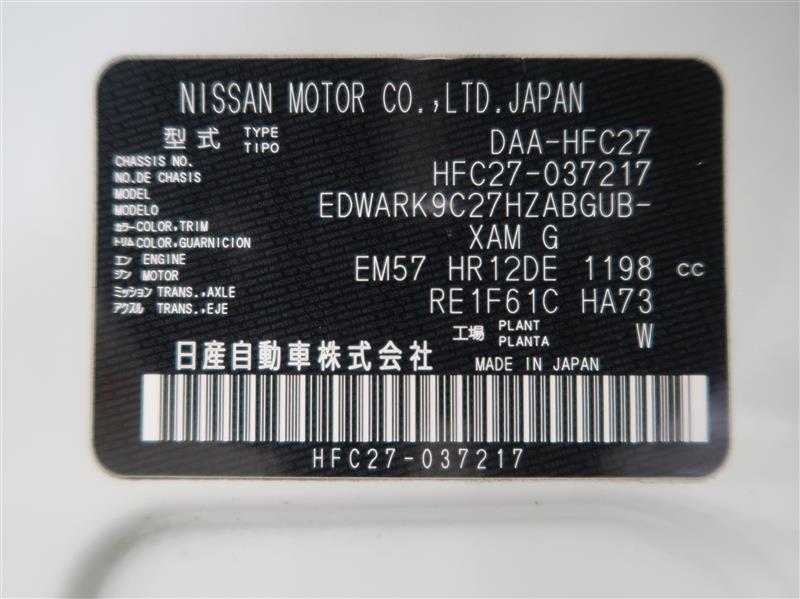 NISSAN MOTOR CO.,LTD.JAPAN
型式 TYPE TIPO DAA-HFC27
CHASSIS NO.
NO.DE CHASIS HFC27-037217
MODEL
MODELO EDWARK9C27HZABGUB-
カラー COLOR,TRIM
トリム COLOR,GUARNICION XAM G
エン ENGINE
ジン MOTOR EM57 HR12DE 1198 cc
ミッション TRANS.,AXLE
アクスル TRANS.,EJE RE1F61C HA73
工場 PLANT PLANTA W
日産自動車株式会社 MADE IN JAPAN
HFC27-037217